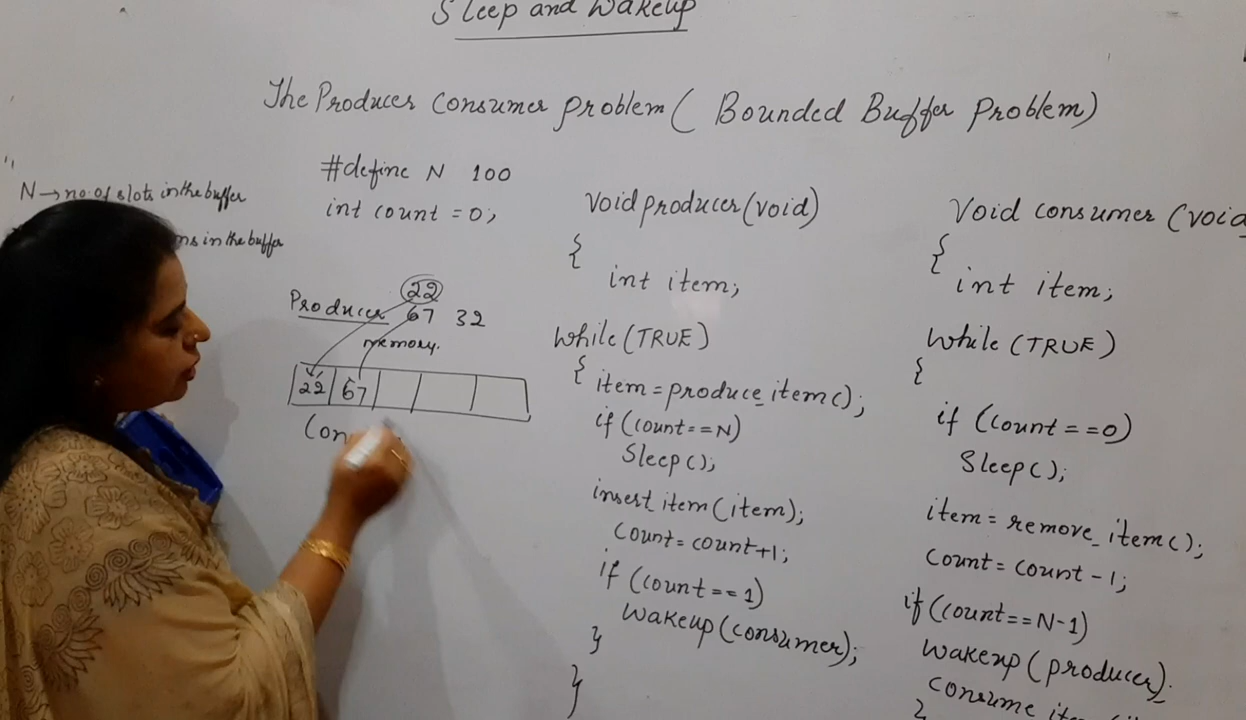 Sleep and Wakeup
The Producer Consumer problem ( Bounded Buffer Problem)
#define N 100
int count = 0;
N → no. of slots in the buffer
in the buffer
Producer
22
67 32
memory.
22 67
(on
Void producer (void)
{
int item;
While (TRUE)
{ item = produce_item();
if (count == N)
Sleep();
insert item (item);
Count = count+1;
if (count == 1)
Wakeup (consumer);
}
}
Void consumer (void
{
int item;
While (TRUE)
{
if (count == 0)
Sleep();
item = remove_item();
Count = count - 1;
if (count == N-1)
Wakeup (producer);
Consume
}